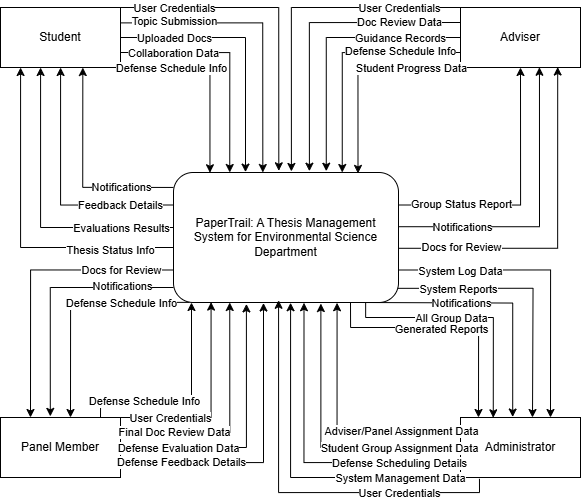 User Credentials
Topic Submission
Uploaded Docs
Collaboration Data
Defense Schedule Info
Student
User Credentials
Doc Review Data
Guidance Records
Defense Schedule Info
Student Progress Data
Adviser
Notifications
Feedback Details
Evaluations Results
Thesis Status Info
PaperTrail: A Thesis Management
System for Environmental Science
Department
Group Status Report
Notifications
Docs for Review
Docs for Review
Notifications
Defense Schedule Info
System Log Data
System Reports
Notifications
All Group Data
Generated Reports
Defense Schedule Info
User Credentials
Final Doc Review Data
Defense Evaluation Data
Defense Feedback Details
Panel Member
Adviser/Panel Assignment Data
Student Group Assignment Data
Defense Scheduling Details
System Management Data
User Credentials
Administrator